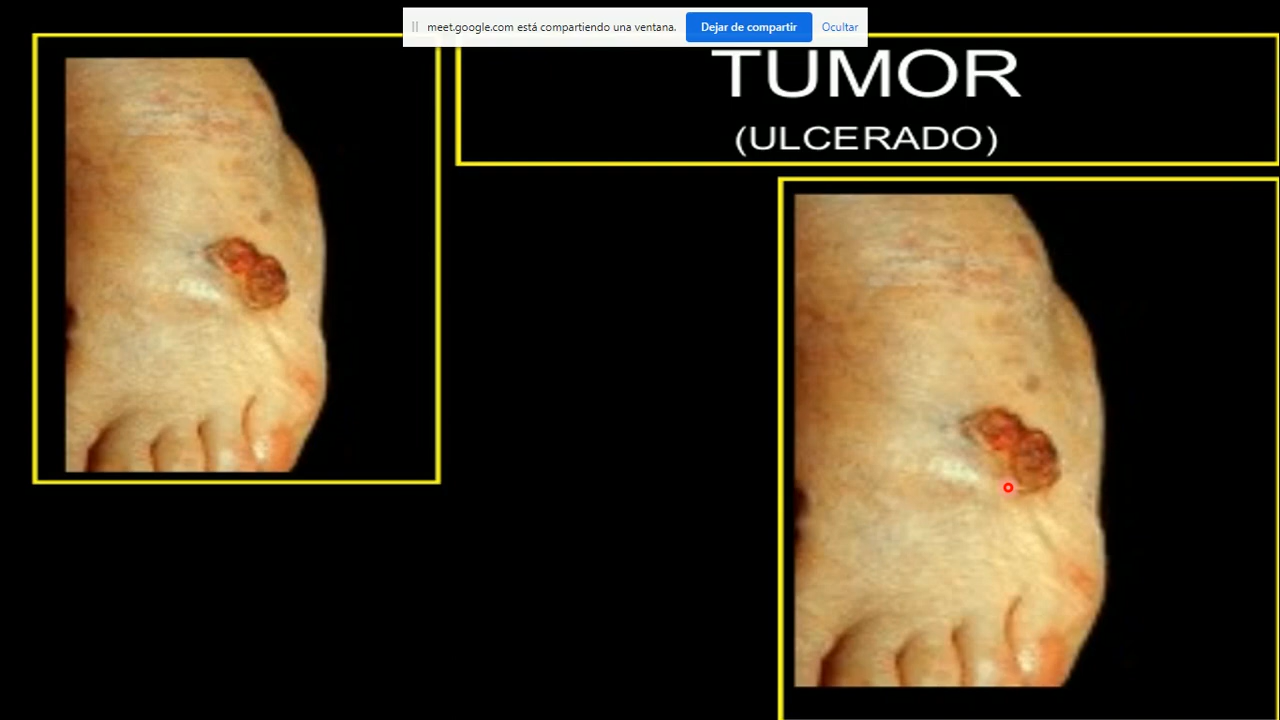 meet.google.com está compartiendo una ventana. Dejar de compartir Ocultar
TUMOR
(ULCERADO)